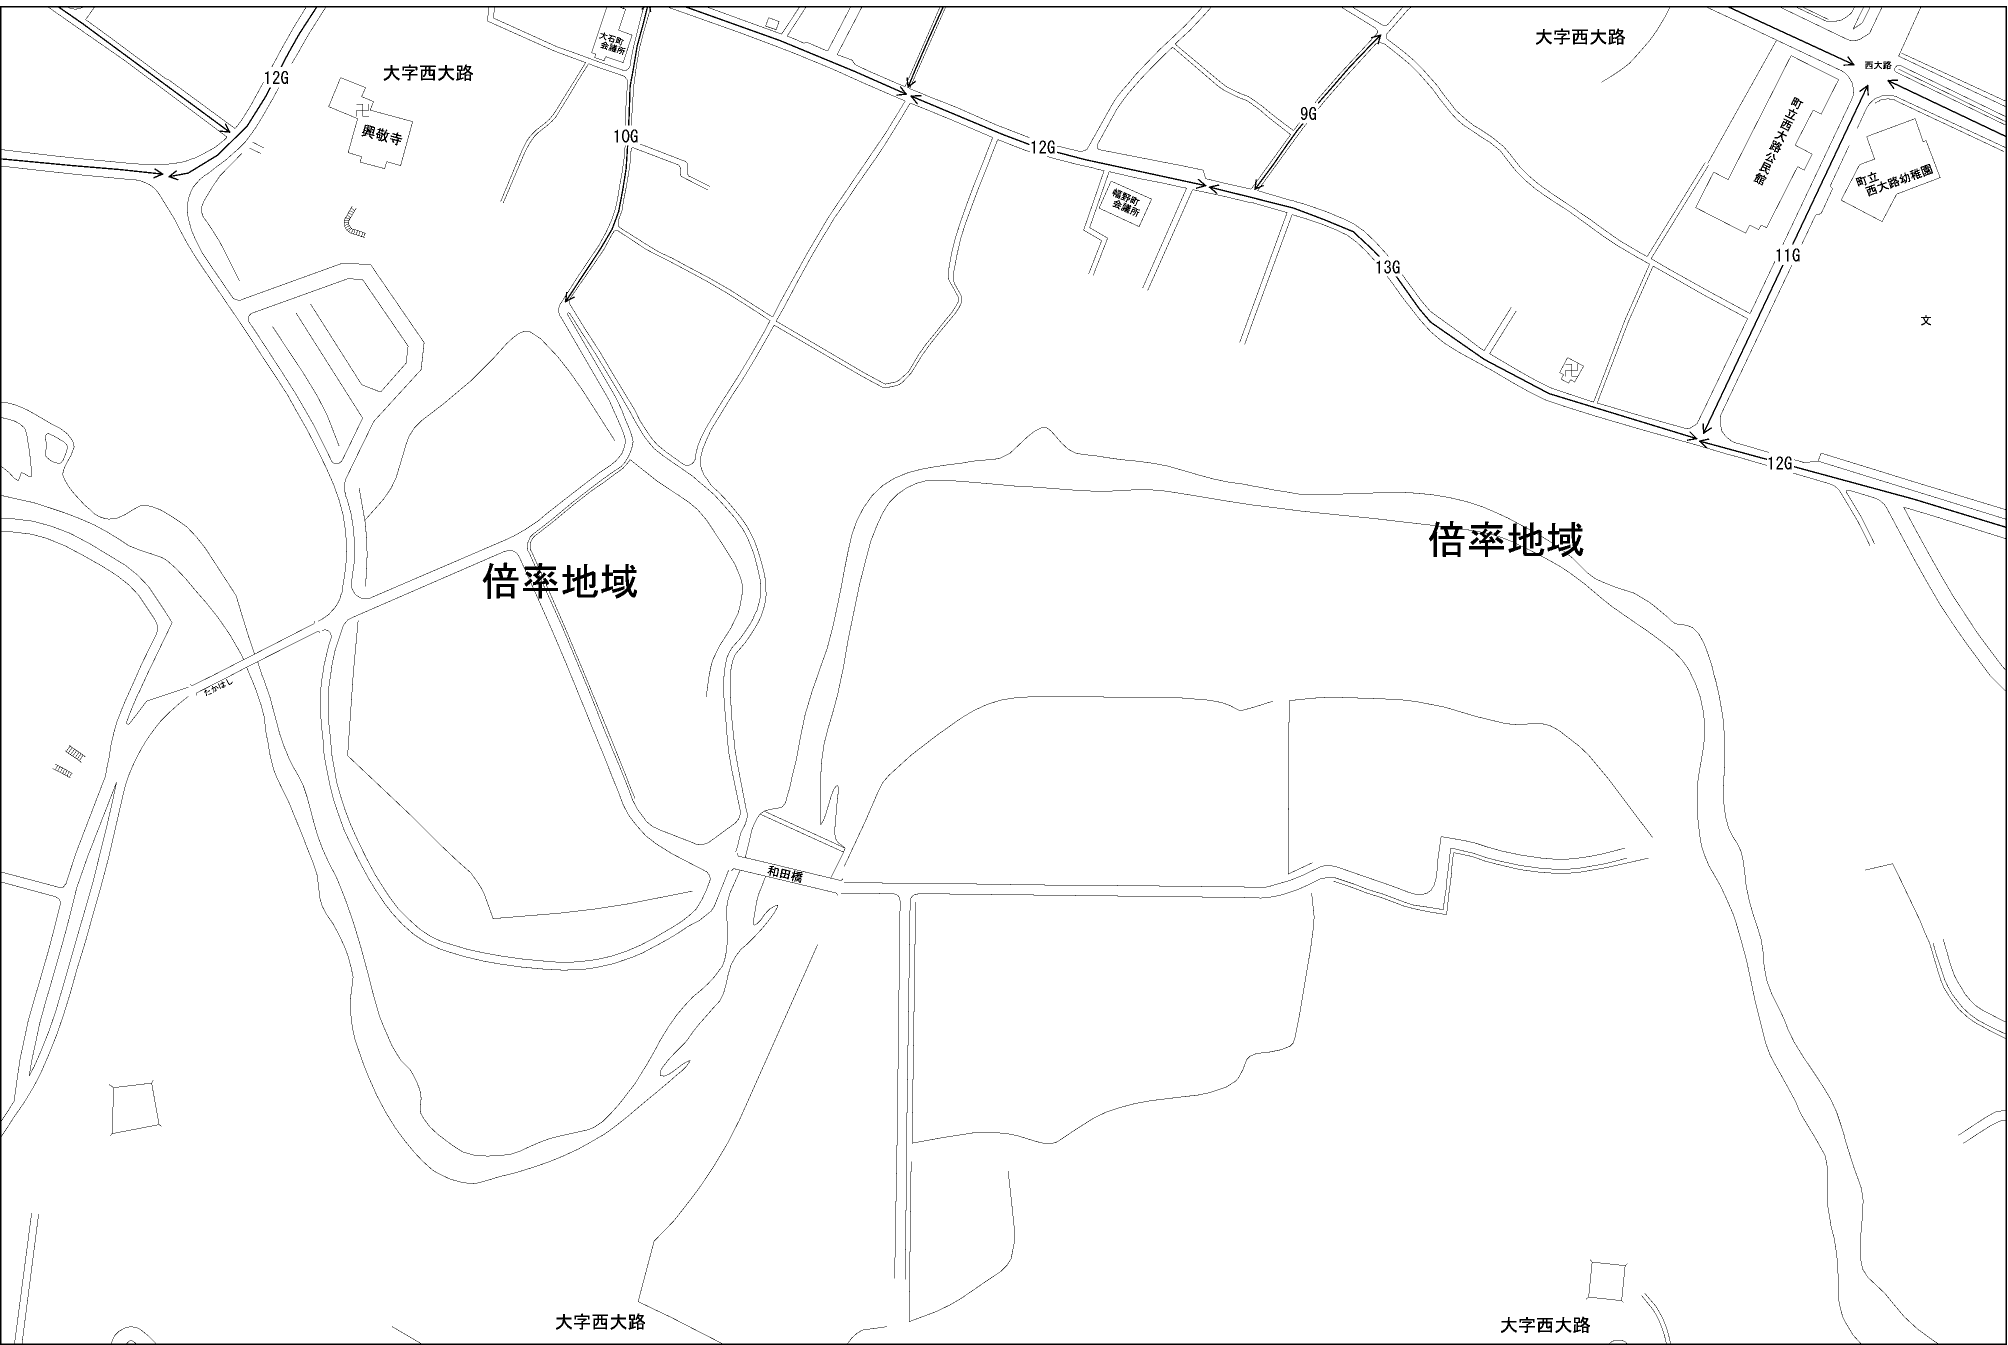 大字西大路
大石町
会議所
西大路
大字西大路
12G
興敬寺
10G
9G
12G
町立西大路公民館
町立
西大路幼稚園
幅野町
会議所
13G
11G
文
12G
倍率地域
倍率地域
たかはし
和田橋
大字西大路
大字西大路